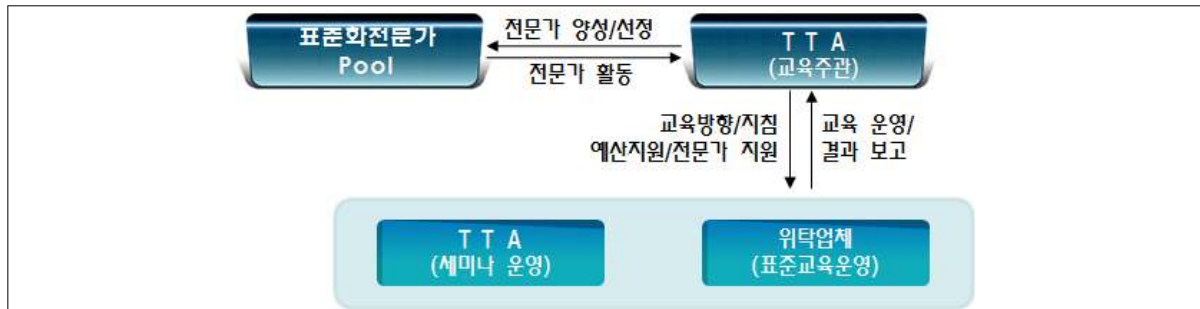 표준화전문가
Pool
전문가 양성/선정
전문가 활동
T T A
(교육주관)
교육방향/지침
예산지원/전문가 지원
교육 운영/
결과 보고
T T A
(세미나 운영)
위탁업체
(표준교육운영)